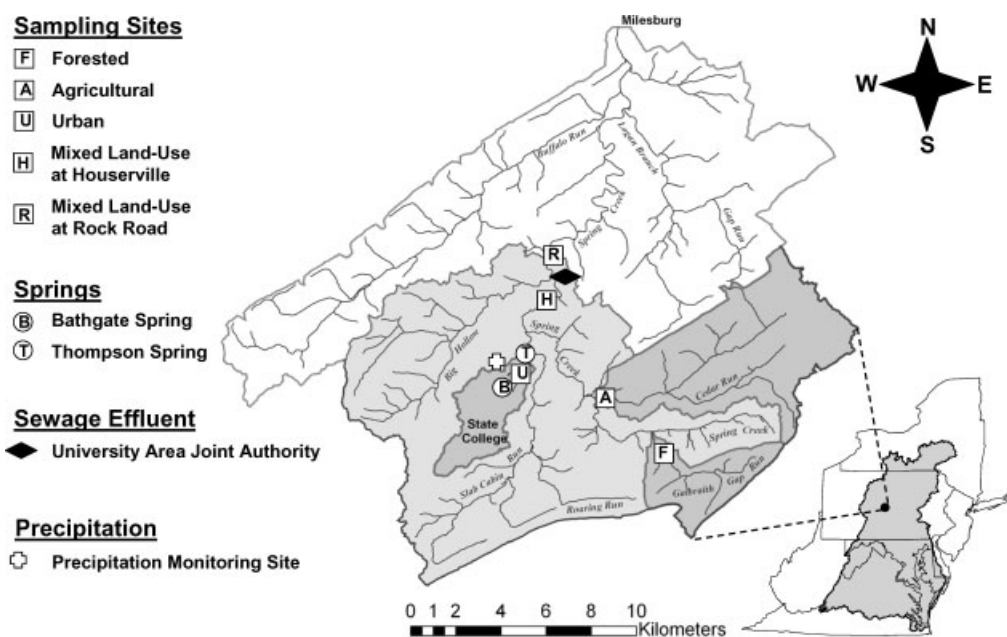 Sampling Sites
F Forested
A Agricultural
U Urban
H Mixed Land-Use
at Houserville
R Mixed Land-Use
at Rock Road
Springs
B Bathgate Spring
T Thompson Spring
Sewage Effluent
University Area Joint Authority
Precipitation
Precipitation Monitoring Site
Milesburg
N
W E
S
Buffalo Run
Logan Branch
Spring Creek
Gap Run
R
H
Spring
Creek
Big Hollow
T
U
B
State
College
A
Cedar Run
Spring Creek
F
Galbraith Gap Run
Slab Cabin Run
Roaring Run
0 1 2 4 6 8 10
Kilometers